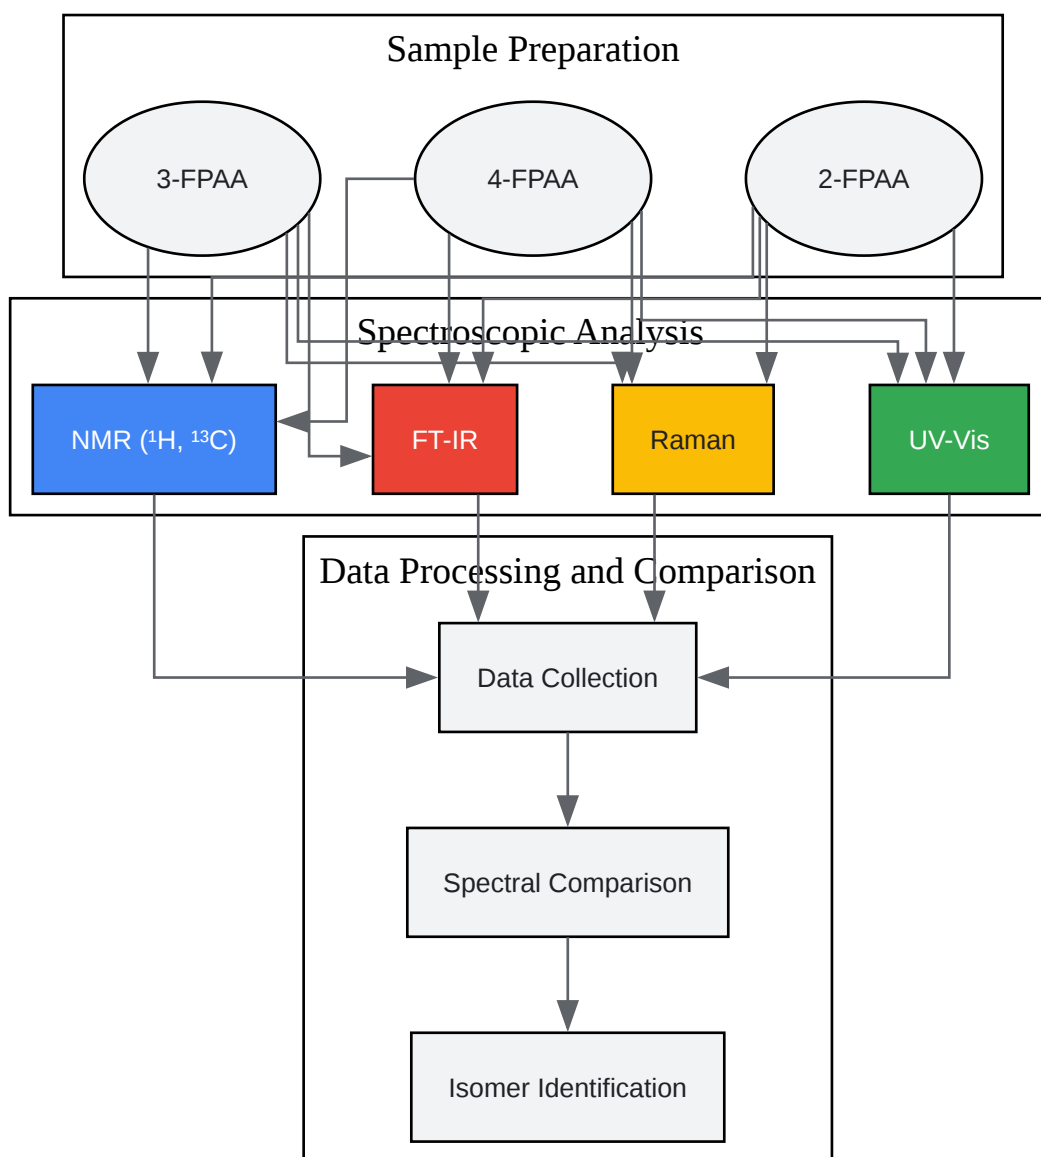 Sample Preparation
3-FPAA
4-FPAA
2-FPAA
Spectroscopic Analysis
NMR (¹H, ¹³C)
FT-IR
Raman
UV-Vis
Data Processing and Comparison
Data Collection
Spectral Comparison
Isomer Identification